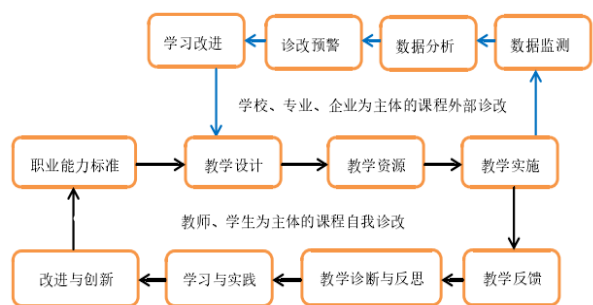 学习改进
诊改预警
数据分析
数据监测
学校、专业、企业为主体的课程外部诊改
职业能力标准
教学设计
教学资源
教学实施
教师、学生为主体的课程自我诊改
改进与创新
学习与实践
教学诊断与反思
教学反馈